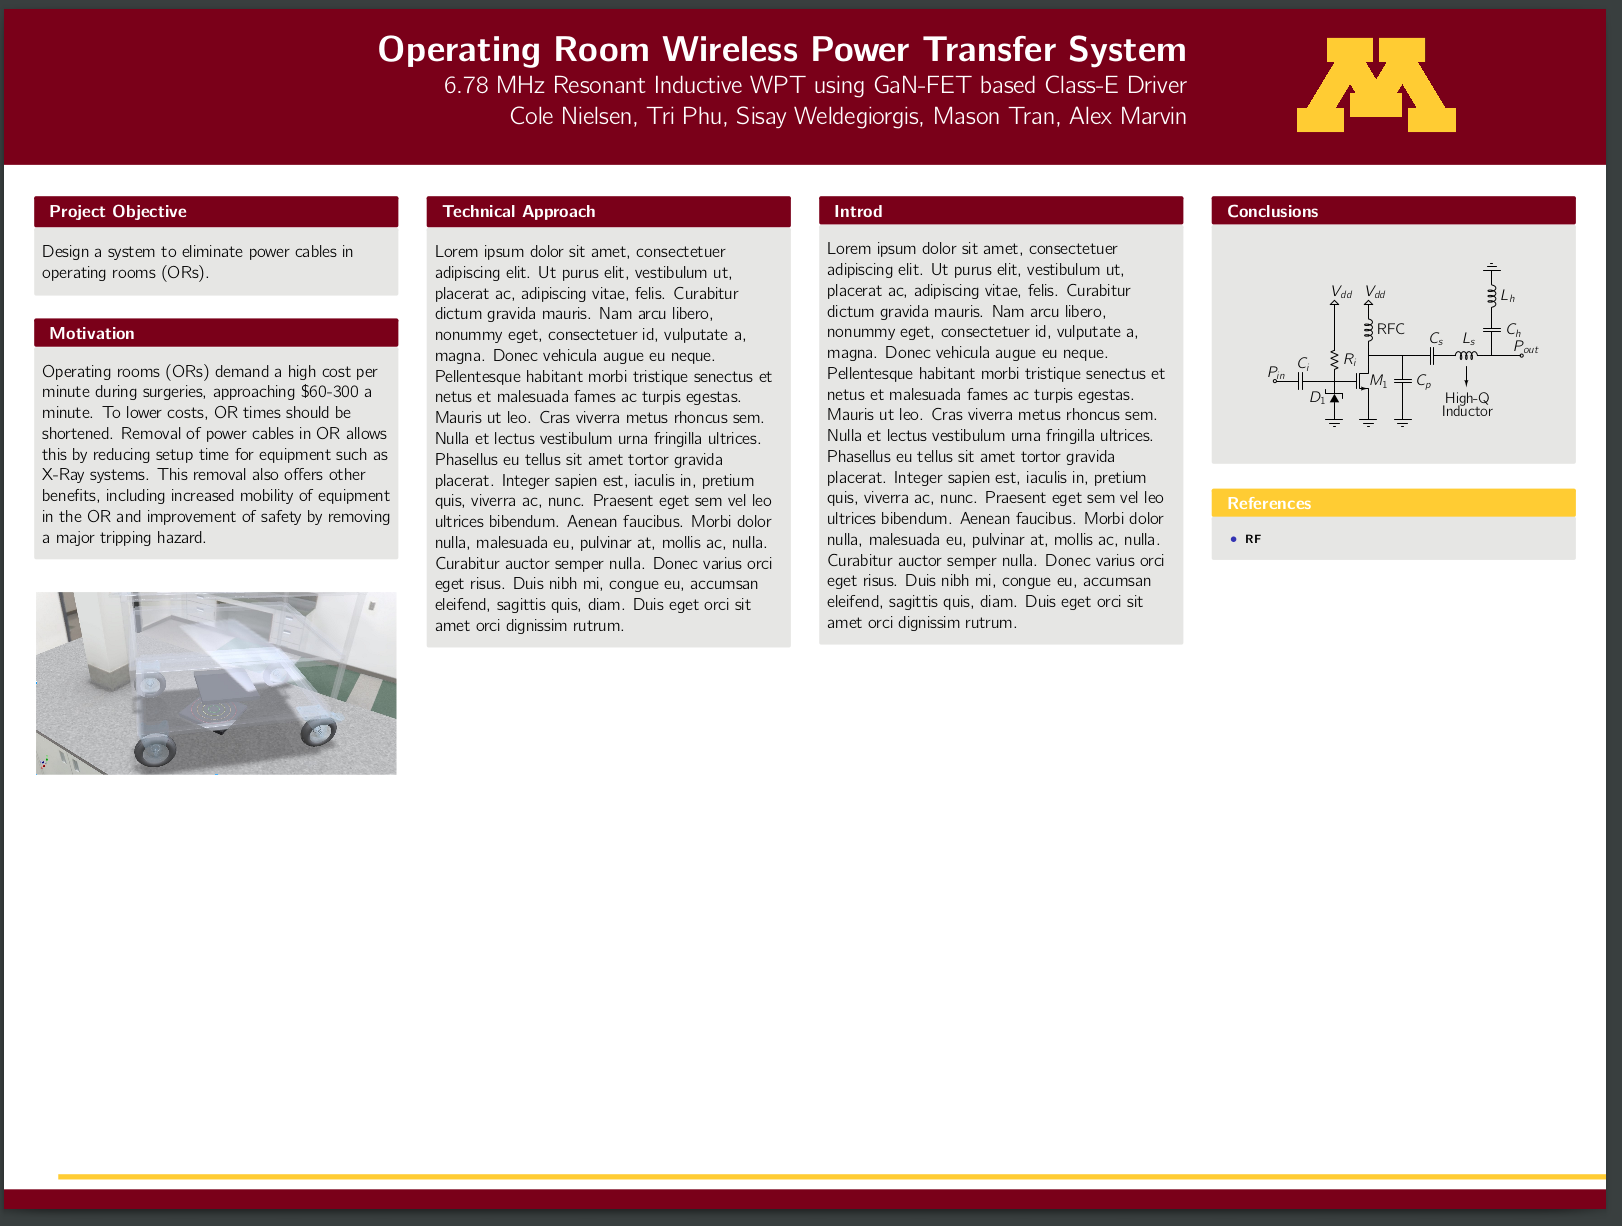 Operating Room Wireless Power Transfer System
6.78 MHz Resonant Inductive WPT using GaN-FET based Class-E Driver
Cole Nielsen, Tri Phu, Sisay Weldegiorgis, Mason Tran, Alex Marvin
Project Objective
Design a system to eliminate power cables in
operating rooms (ORs).
Motivation
Operating rooms (ORs) demand a high cost per
minute during surgeries, approaching $60-300 a
minute. To lower costs, OR times should be
shortened. Removal of power cables in OR allows
this by reducing setup time for equipment such as
X-Ray systems. This removal also offers other
benefits, including increased mobility of equipment
in the OR and improvement of safety by removing
a major tripping hazard.
Technical Approach
Lorem ipsum dolor sit amet, consectetuer
adipiscing elit. Ut purus elit, vestibulum ut,
placerat ac, adipiscing vitae, felis. Curabitur
dictum gravida mauris. Nam arcu libero,
nonummy eget, consectetuer id, vulputate a,
magna. Donec vehicula augue eu neque.
Pellentesque habitant morbi tristique senectus et
netus et malesuada fames ac turpis egestas.
Mauris ut leo. Cras viverra metus rhoncus sem.
Nulla et lectus vestibulum urna fringilla ultrices.
Phasellus eu tellus sit amet tortor gravida
placerat. Integer sapien est, iaculis in, pretium
quis, viverra ac, nunc. Praesent eget sem vel leo
ultrices bibendum. Aenean faucibus. Morbi dolor
nulla, malesuada eu, pulvinar at, mollis ac, nulla.
Curabitur auctor semper nulla. Donec varius orci
eget risus. Duis nibh mi, congue eu, accumsan
eleifend, sagittis quis, diam. Duis eget orci sit
amet orci dignissim rutrum.
Introd
Lorem ipsum dolor sit amet, consectetuer
adipiscing elit. Ut purus elit, vestibulum ut,
placerat ac, adipiscing vitae, felis. Curabitur
dictum gravida mauris. Nam arcu libero,
nonummy eget, consectetuer id, vulputate a,
magna. Donec vehicula augue eu neque.
Pellentesque habitant morbi tristique senectus et
netus et malesuada fames ac turpis egestas.
Mauris ut leo. Cras viverra metus rhoncus sem.
Nulla et lectus vestibulum urna fringilla ultrices.
Phasellus eu tellus sit amet tortor gravida
placerat. Integer sapien est, iaculis in, pretium
quis, viverra ac, nunc. Praesent eget sem vel leo
ultrices bibendum. Aenean faucibus. Morbi dolor
nulla, malesuada eu, pulvinar at, mollis ac, nulla.
Curabitur auctor semper nulla. Donec varius orci
eget risus. Duis nibh mi, congue eu, accumsan
eleifend, sagittis quis, diam. Duis eget orci sit
amet orci dignissim rutrum.
Conclusions
V_dd V_dd L_h
RFC C_h
C_s L_s P_out
P_in C_i R_i
D_1 M_1 C_p
High-Q
Inductor
References
• RF